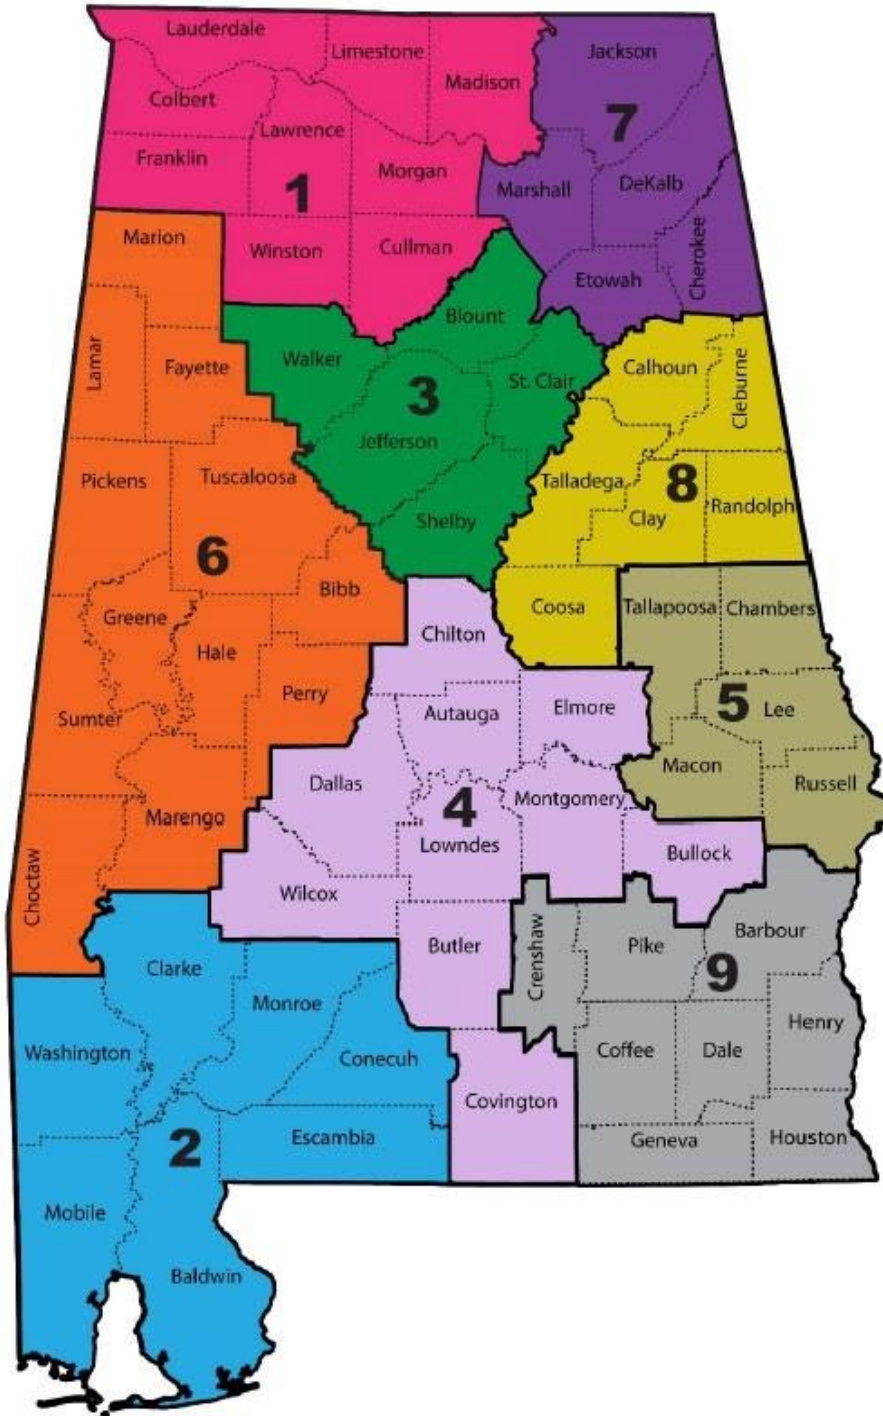 Lauderdale
Limestone
Jackson
Madison
Colbert
7
Lawrence
Franklin
Morgan
Marshall
DeKalb
1
Marion
Winston
Cullman
Cherokee
Etowah
Blount
Lamar
Fayette
Walker
St. Clair
Calhoun
Cleburne
3
Jefferson
Pickens
Tuscaloosa
Talladega
8
Randolph
Shelby
Clay
6
Bibb
Greene
Coosa
Tallapoosa
Chambers
Chilton
Hale
Perry
Sumter
Autauga
Elmore
5
Lee
Macon
Dallas
Russell
Montgomery
4
Marengo
Lowndes
Bullock
Choctaw
Wilcox
Butler
Crenshaw
Pike
Barbour
Clarke
9
Monroe
Henry
Washington
Conecuh
Coffee
Dale
Covington
Escambia
Geneva
Houston
2
Mobile
Baldwin